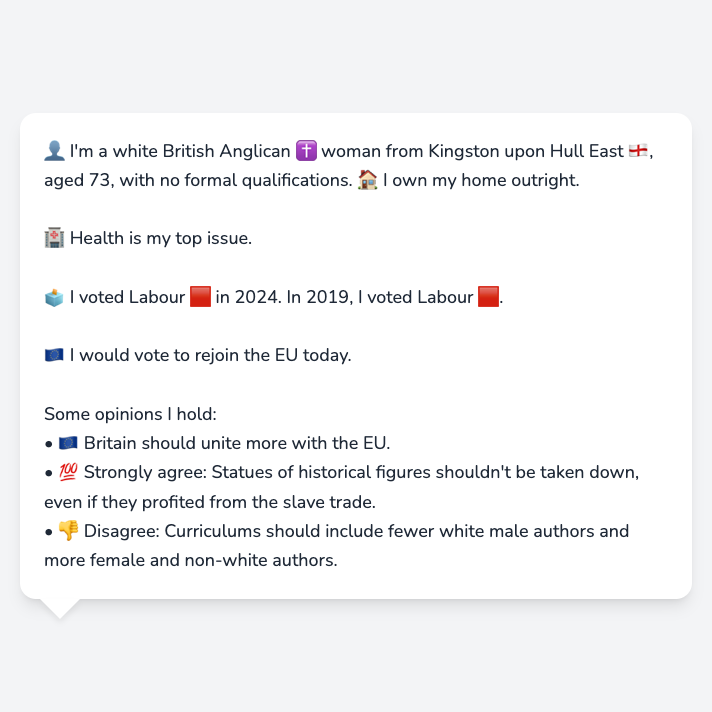 👤 I'm a white British Anglican ✝️ woman from Kingston upon Hull East 🏴󠁧󠁢󠁥󠁮󠁧󠁿,
aged 73, with no formal qualifications. 🏠 I own my home outright.
🏥 Health is my top issue.
🗳️ I voted Labour 🟥 in 2024. In 2019, I voted Labour 🟥.
🇪🇺 I would vote to rejoin the EU today.
Some opinions I hold:
• 🇪🇺 Britain should unite more with the EU.
• 💯 Strongly agree: Statues of historical figures shouldn't be taken down,
even if they profited from the slave trade.
• 👎 Disagree: Curriculums should include fewer white male authors and
more female and non-white authors.